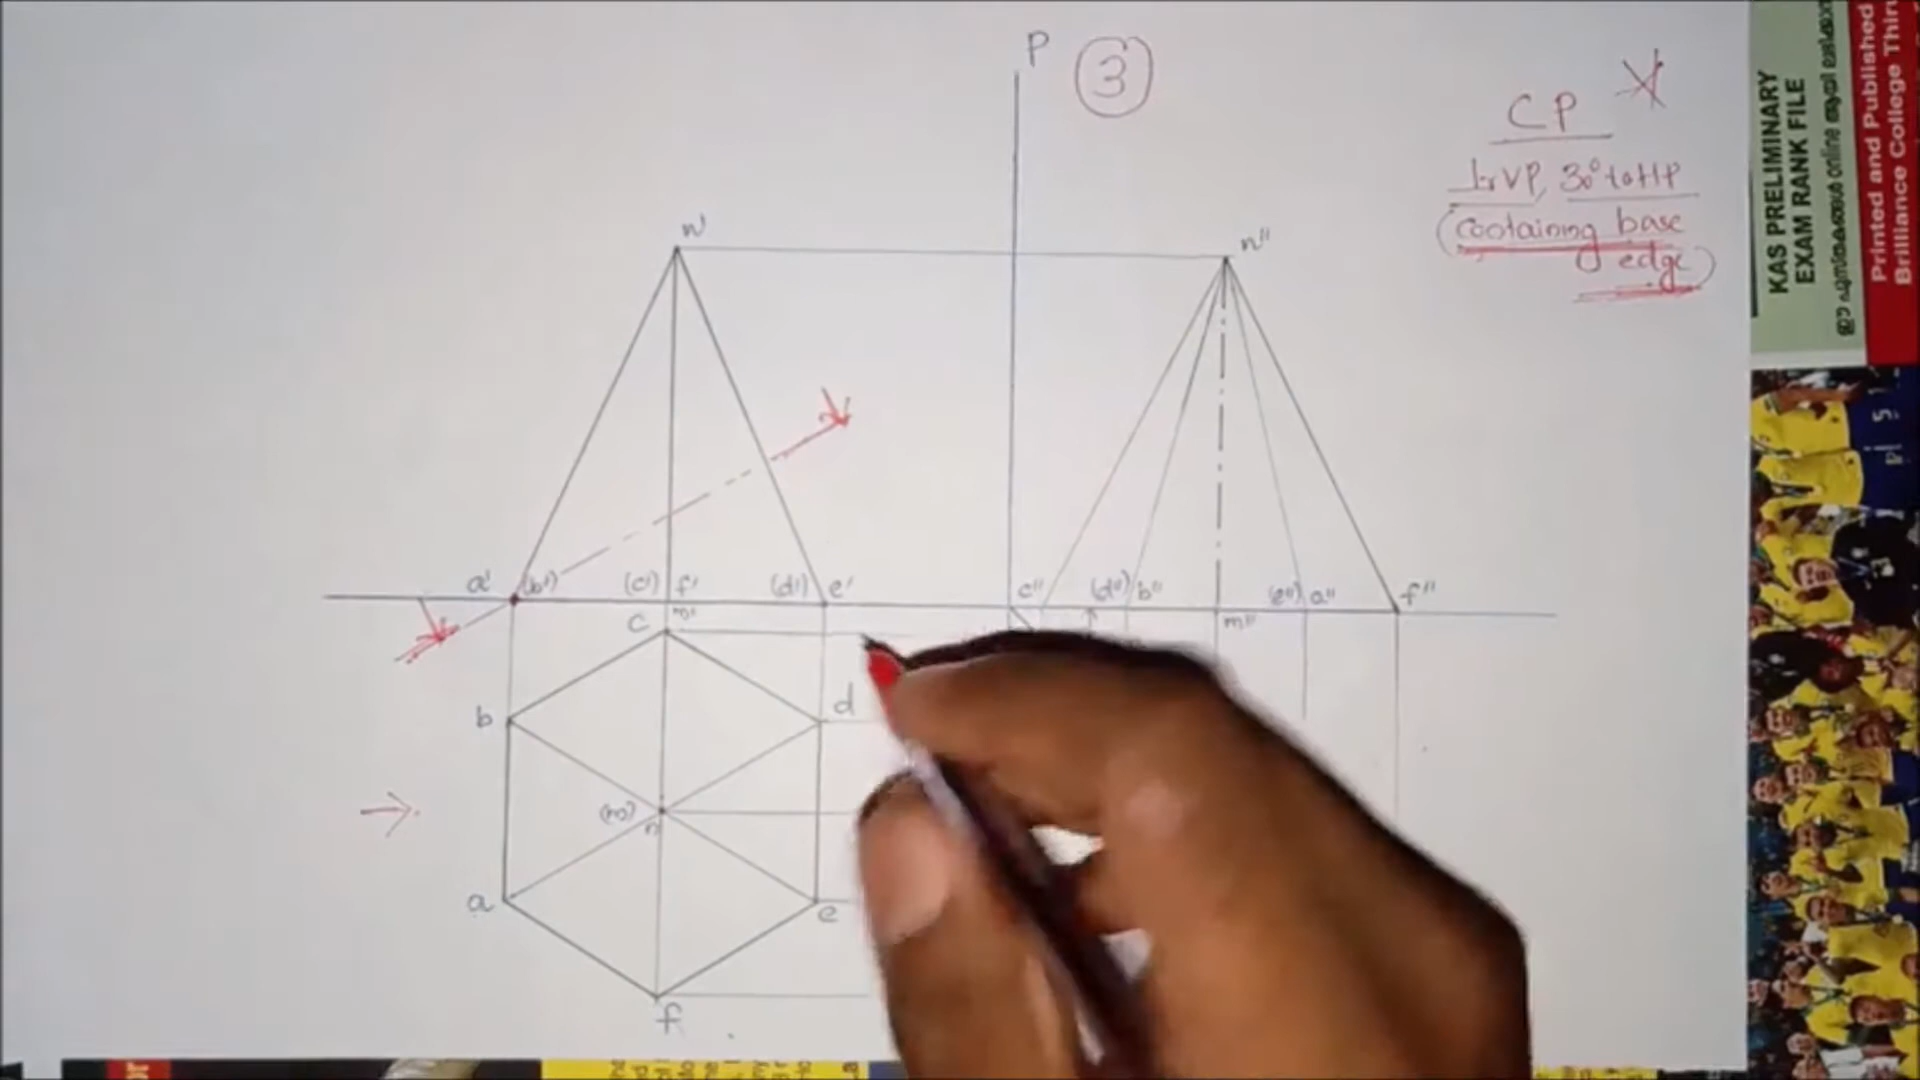 P
3
CP
⊥r VP, 30° to HP
(containing base
edge)
n'
n"
a'
(b')
(c')
f'
(d')
e'
c"
(d")
b"
(e")
a"
f"
m'
m"
c
b
d
(m)
n
a
e
f
KAS PRELIMINARY
EXAM RANK FILE
Printed and Published
Brilliance College